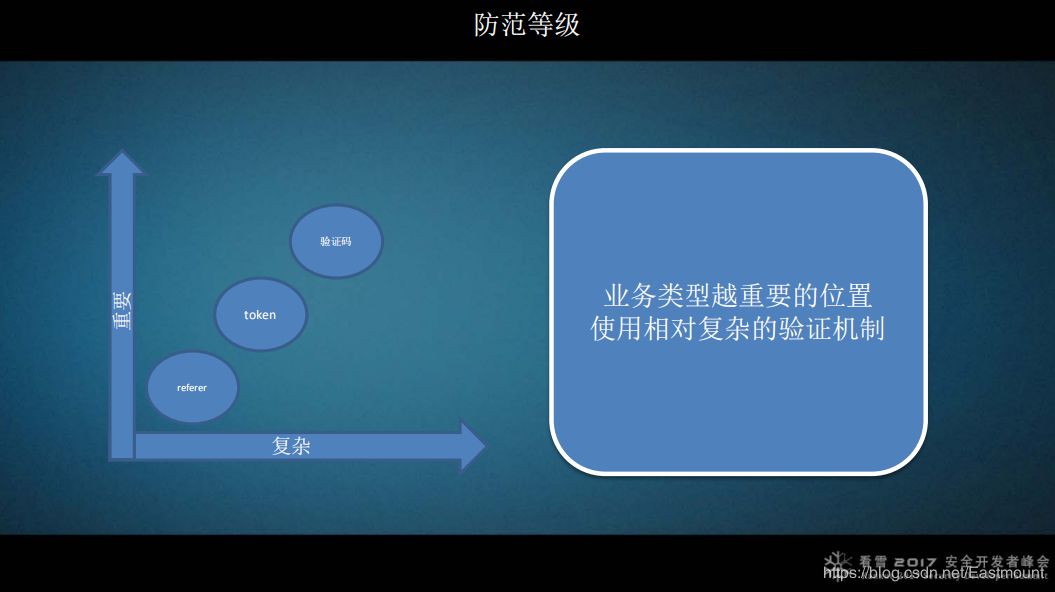 防范等级
验证码
token
referer
重要
复杂
业务类型越重要的位置
使用相对复杂的验证机制
看雪 2017 安全开发者峰会
https://blog.csdn.net/Eastmount